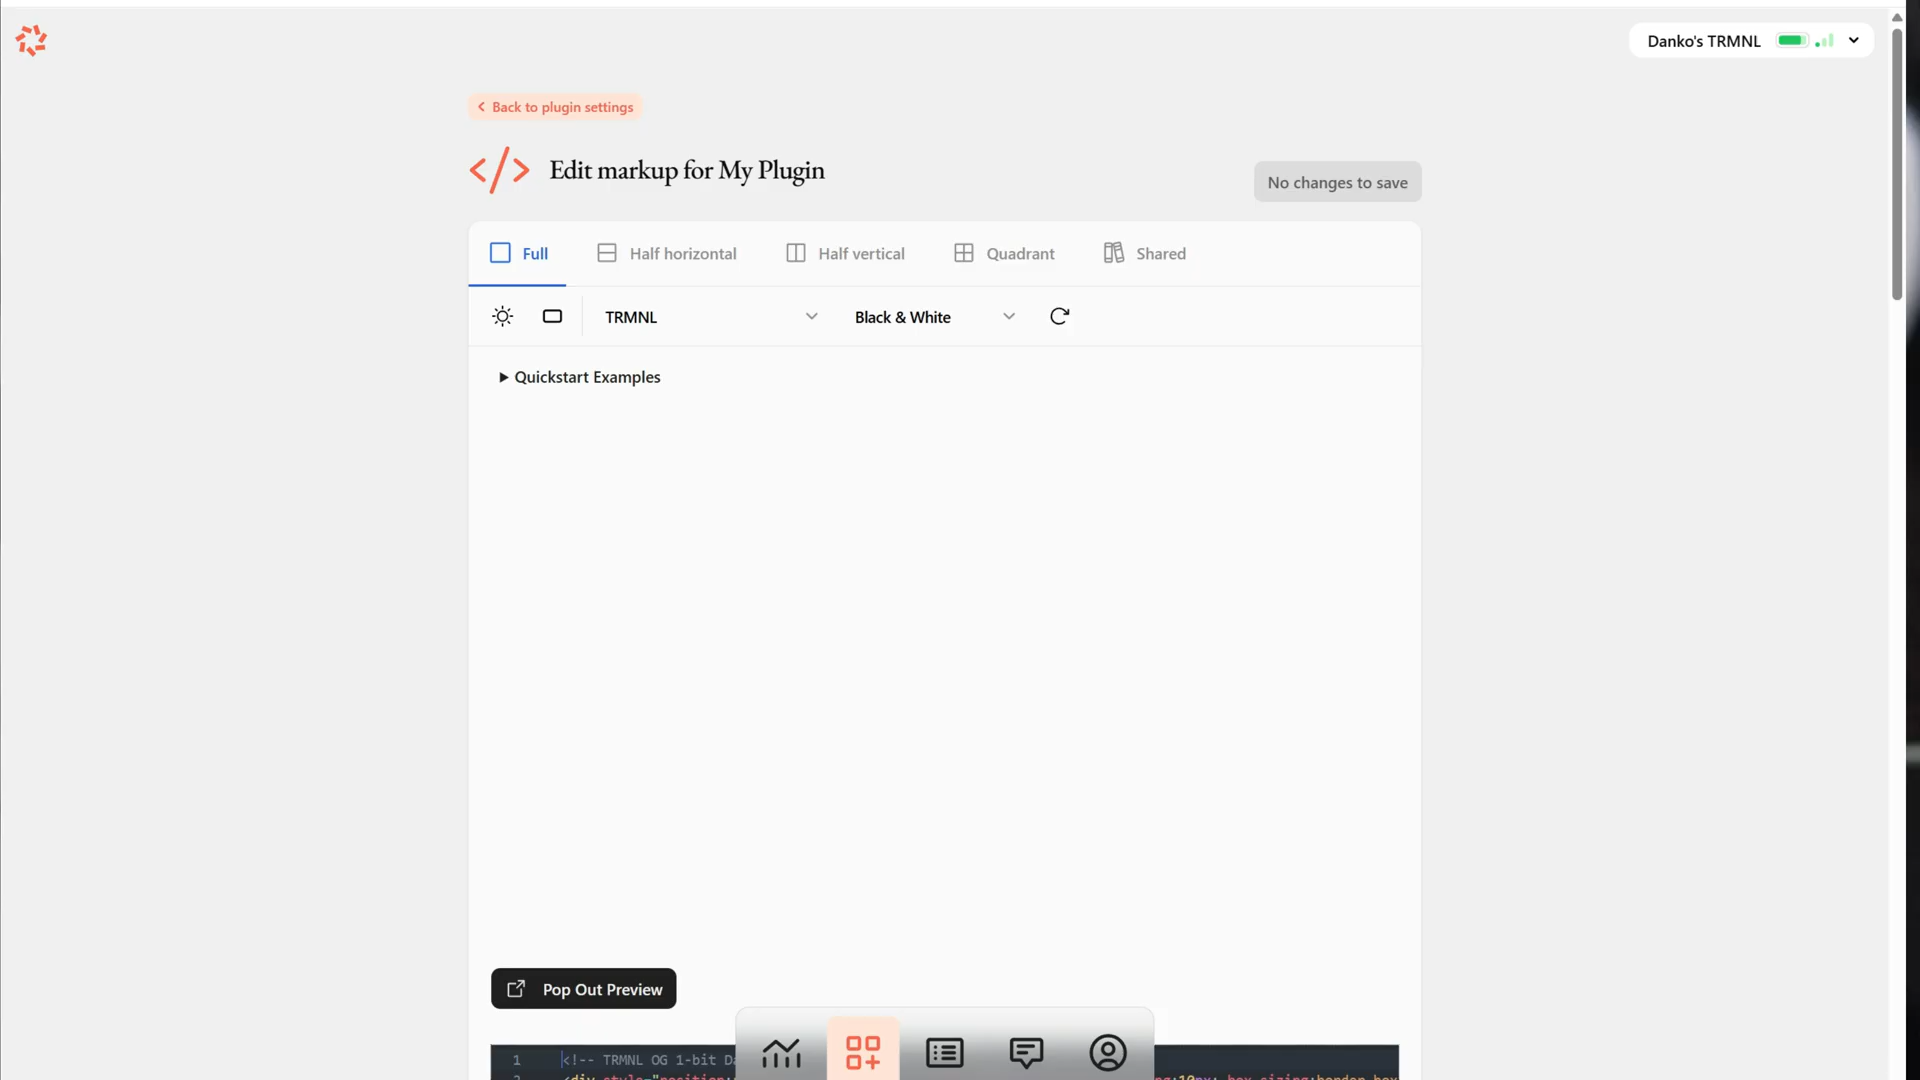 Danko's TRMNL
Back to plugin settings
</> Edit markup for My Plugin
No changes to save
Full Half horizontal Half vertical Quadrant Shared
TRMNL Black & White
Quickstart Examples
Pop Out Preview
1 <!-- TRMNL OG 1-bit